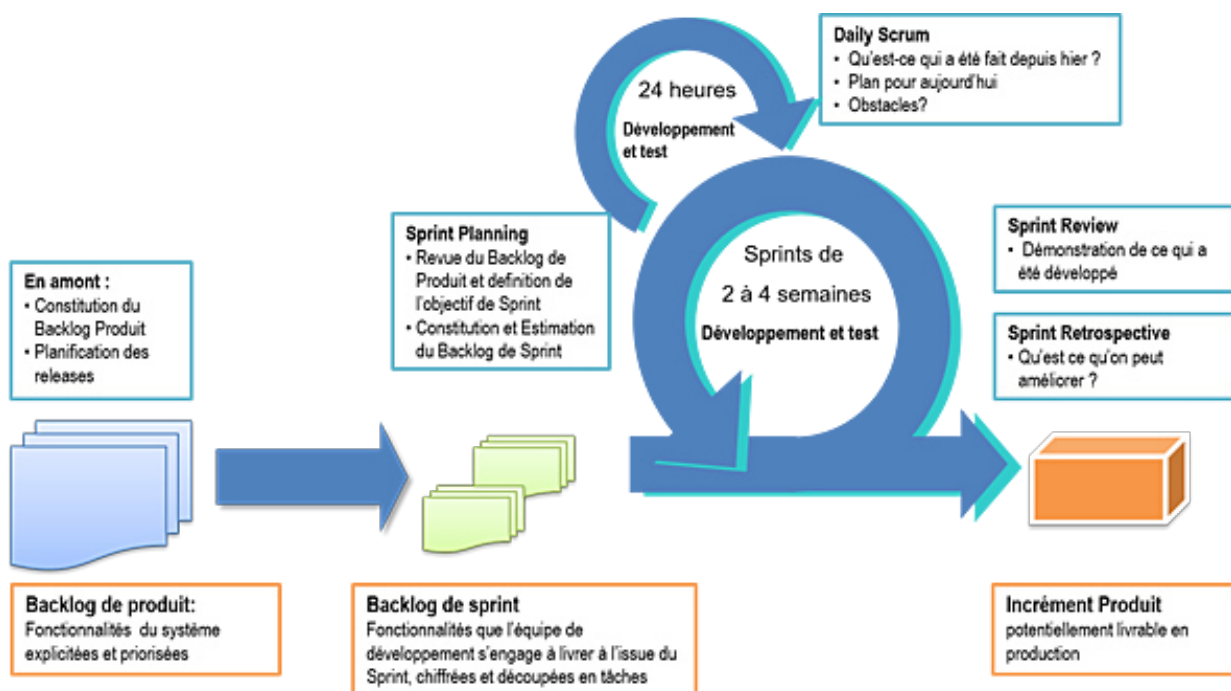 Daily Scrum
• Qu'est-ce qui a été fait depuis hier ?
• Plan pour aujourd'hui
• Obstacles?
24 heures
Développement
et test
Sprint Planning
• Revue du Backlog de
Produit et definition de
l'objectif de Sprint
• Constitution et Estimation
du Backlog de Sprint
Sprints de
2 à 4 semaines
Développement et test
Sprint Review
• Démonstration de ce qui a
été développé
En amont :
• Constitution du
Backlog Produit
• Planification des
releases
Sprint Retrospective
• Qu'est ce qu'on peut
améliorer ?
Backlog de produit:
Fonctionnalités du système
explicitées et priorisées
Backlog de sprint
Fonctionnalités que l'équipe de
développement s'engage à livrer à l'issue du
Sprint, chiffrées et découpées en tâches
Incrément Produit
potentiellement livrable en
production